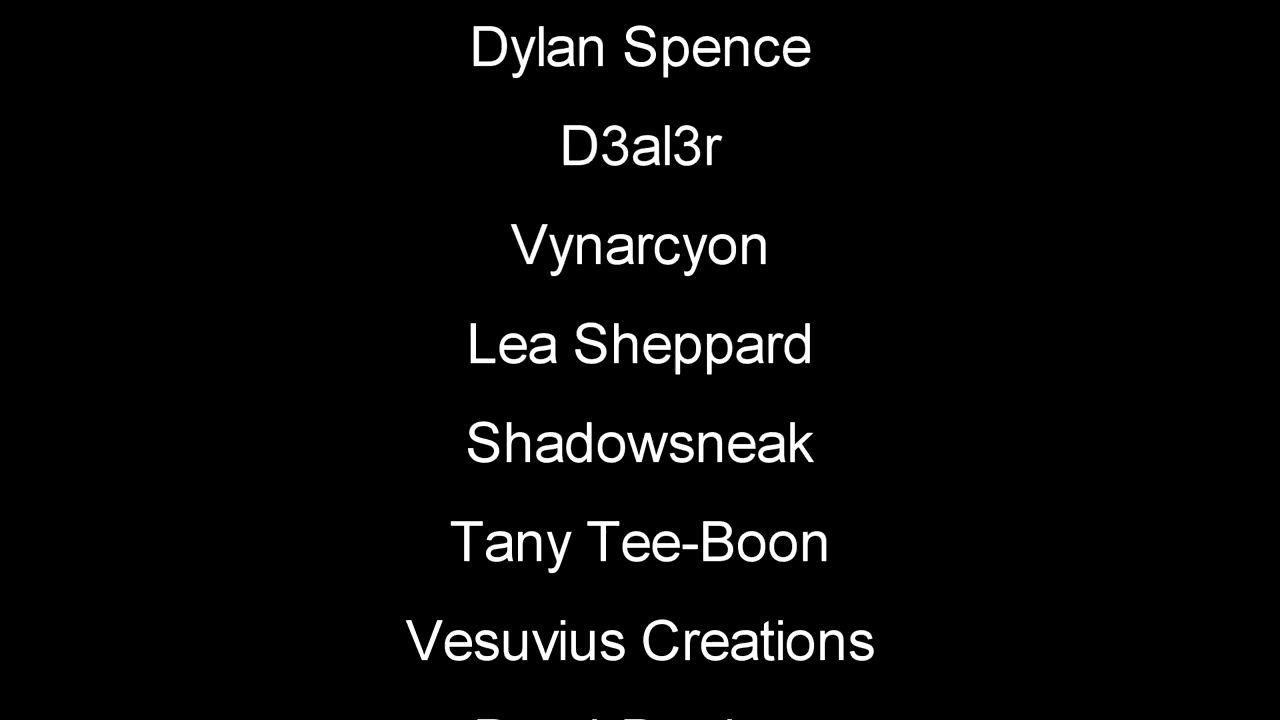 Dylan Spence
D3al3r
Vynarcyon
Lea Sheppard
Shadowsneak
Tany Tee-Boon
Vesuvius Creations